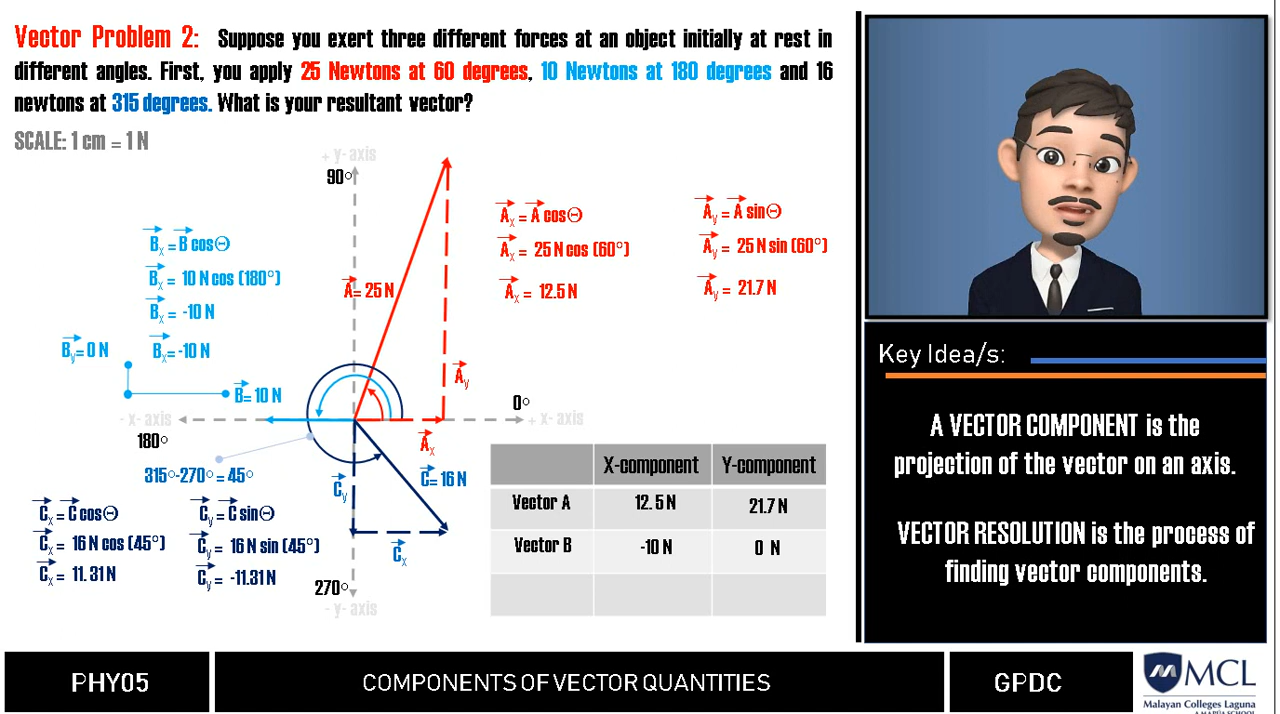 Vector Problem 2: Suppose you exert three different forces at an object initially at rest in
different angles. First, you apply 25 Newtons at 60 degrees, 10 Newtons at 180 degrees and 16
newtons at 315 degrees. What is your resultant vector?
SCALE: 1 cm = 1 N
+ y- axis
90°
Bx = B cosΘ
Bx = 10 N cos (180°)
Bx = -10 N
Bx= -10 N
By= 0 N
B= 10 N
A= 25 N
Ax = A cosΘ
Ax = 25 N cos (60°)
Ax = 12.5 N
Ay = A sinΘ
Ay = 25 N sin (60°)
Ay = 21.7 N
Ay
Ax
0°
- x- axis
+ x- axis
180°
315°-270° = 45°
Cy
C= 16 N
Cx
Cx = C cosΘ
Cx = 16 N cos (45°)
Cx = 11.31 N
Cy = C sinΘ
Cy = 16 N sin (45°)
Cy = -11.31 N
270°
- y- axis
X-component Y-component
Vector A 12.5 N 21.7 N
Vector B -10 N 0 N
Key Idea/s:
A VECTOR COMPONENT is the
projection of the vector on an axis.
VECTOR RESOLUTION is the process of
finding vector components.
PHY05
COMPONENTS OF VECTOR QUANTITIES
GPDC
MCL
Malayan Colleges Laguna
A MAPÚA SCHOOL